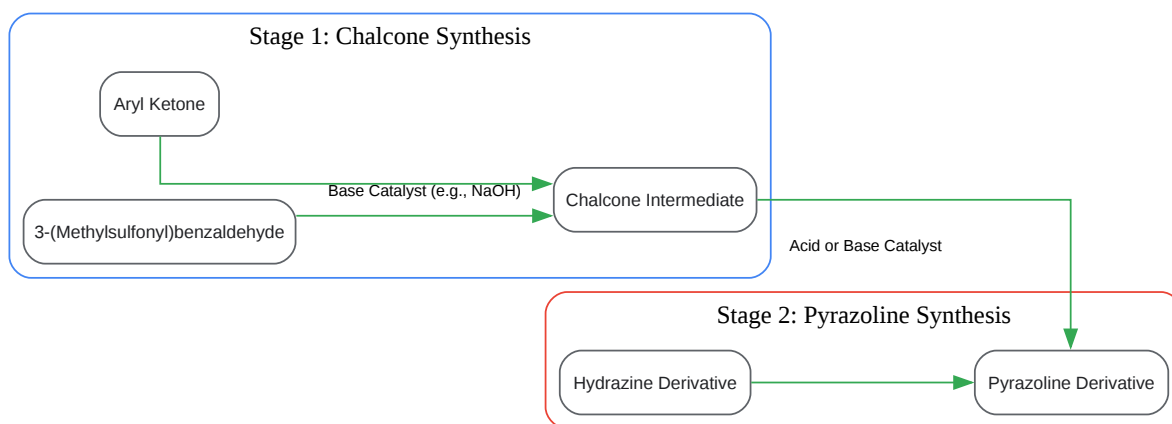 Stage 1: Chalcone Synthesis
Aryl Ketone
Base Catalyst (e.g., NaOH)
Chalcone Intermediate
3-(Methylsulfonyl)benzaldehyde
Acid or Base Catalyst
Stage 2: Pyrazoline Synthesis
Hydrazine Derivative
Pyrazoline Derivative